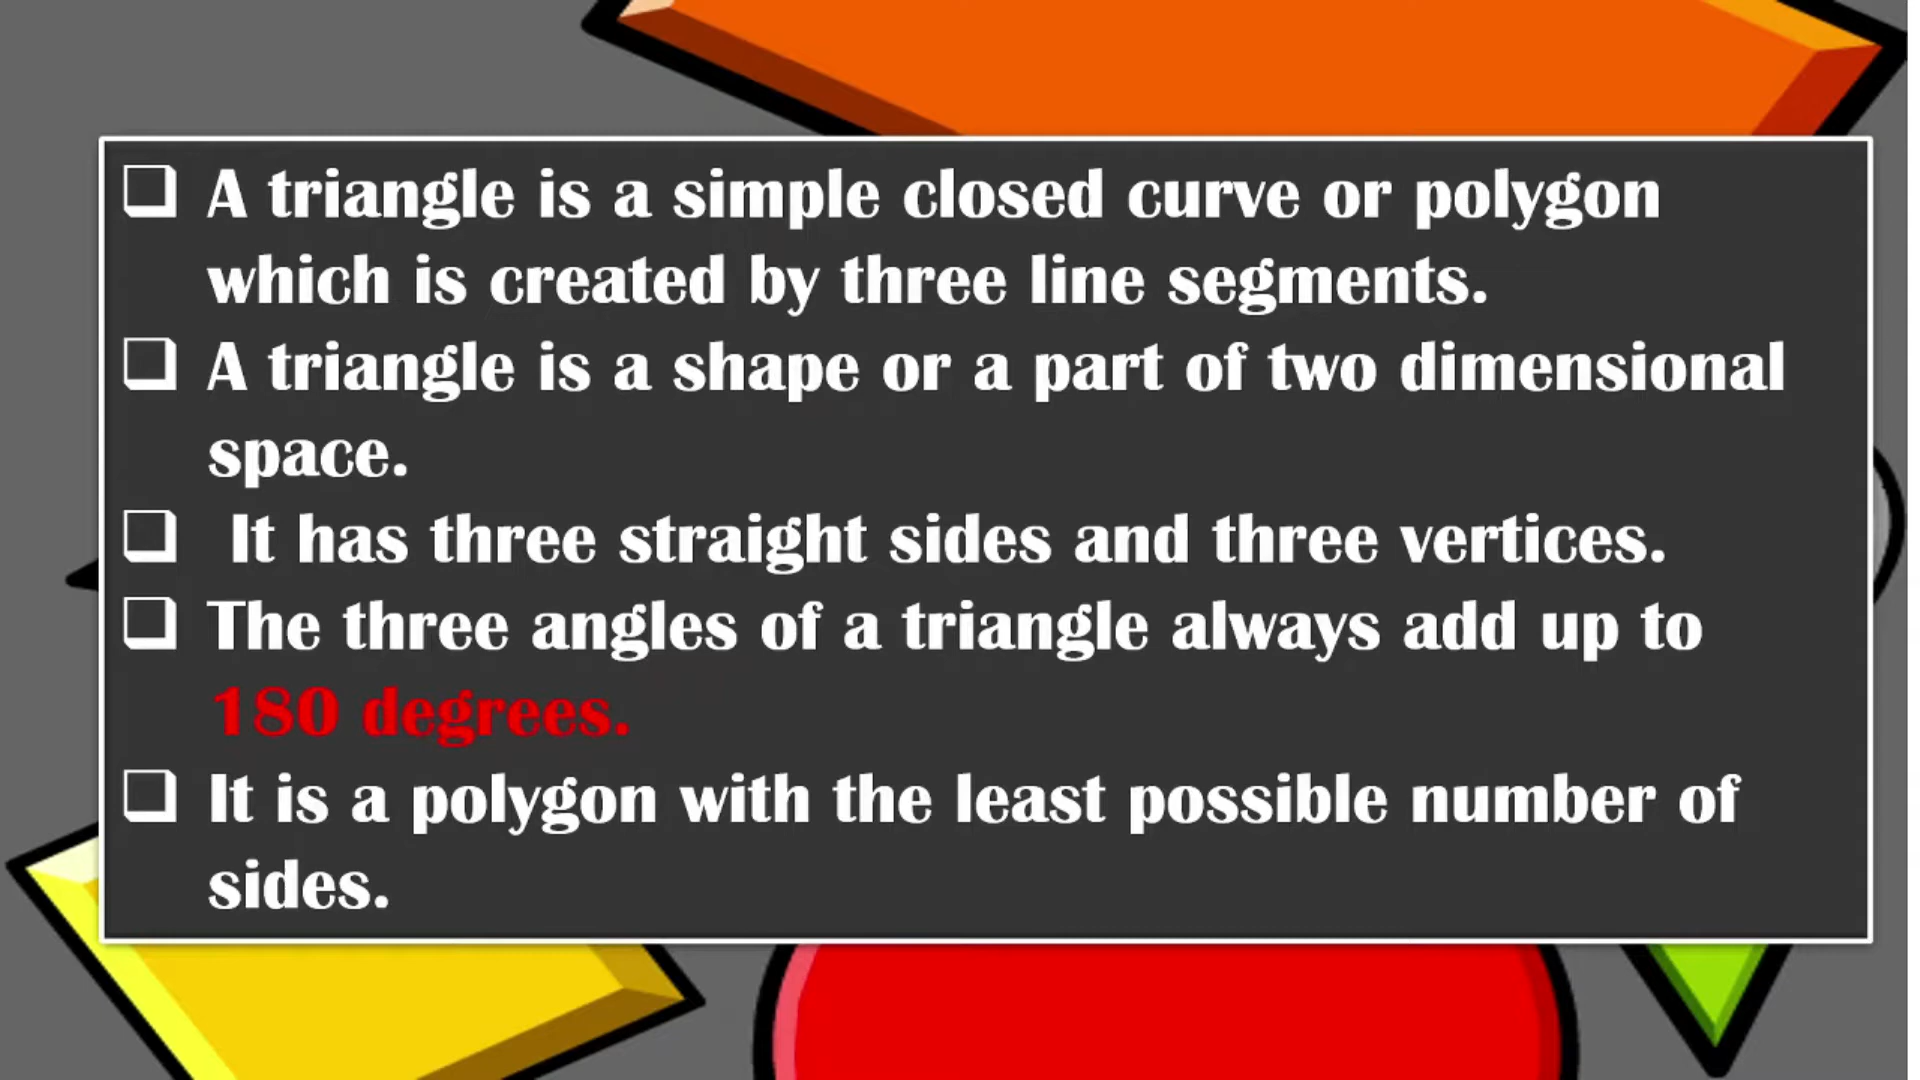 ❑ A triangle is a simple closed curve or polygon
which is created by three line segments.
❑ A triangle is a shape or a part of two dimensional
space.
❑ It has three straight sides and three vertices.
❑ The three angles of a triangle always add up to
180 degrees.
❑ It is a polygon with the least possible number of
sides.